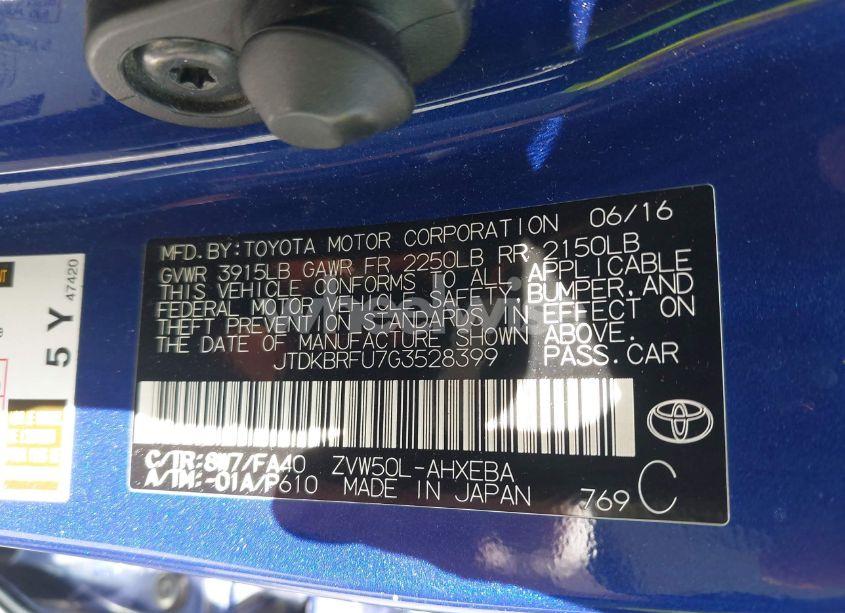 MFD. BY: TOYOTA MOTOR CORPORATION 06/16
GVWR 3915LB GAWR FR 2250LB RR 2150LB
THIS VEHICLE CONFORMS TO ALL APPLICABLE
FEDERAL MOTOR VEHICLE SAFETY, BUMPER, AND
THEFT PREVENTION STANDARDS IN EFFECT ON
THE DATE OF MANUFACTURE SHOWN ABOVE.
JTDKBRFU7G3528399 PASS. CAR
C/TR: 8W7/FA40 ZVW50L-AHXEBA
A/TM: -01A/P610 MADE IN JAPAN 769 C
5 Y
47420